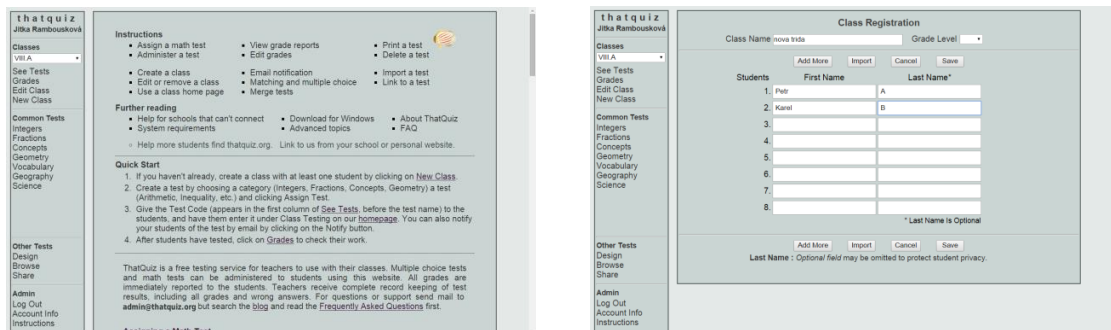 thatquiz
Jitka Rambousková
Classes
VIII.A
See Tests
Grades
Edit Class
New Class
Common Tests
Integers
Fractions
Concepts
Geometry
Vocabulary
Geography
Science
Other Tests
Design
Browse
Share
Admin
Log Out
Account Info
Instructions
Instructions
Assign a math test
Administer a test
View grade reports
Edit grades
Print a test
Delete a test
Create a class
Edit or remove a class
Use a class home page
Email notification
Matching and multiple choice
Merge tests
Import a test
Link to a test
Further reading
Help for schools that can't connect
System requirements
Download for Windows
Advanced topics
About ThatQuiz
FAQ
Help more students find thatquiz.org. Link to us from your school or personal website.
Quick Start
1. If you haven't already, create a class with at least one student by clicking on New Class.
2. Create a test by choosing a category (Integers, Fractions, Concepts, Geometry) a test
(Arithmetic, Inequality, etc.) and clicking Assign Test.
3. Give the Test Code (appears in the first column of See Tests, before the test name) to the
students, and have them enter it under Class Testing on our homepage. You can also notify
your students of the test by email by clicking on the Notify button.
4. After students have tested, click on Grades to check their work.
ThatQuiz is a free testing service for teachers to use with their classes. Multiple choice tests
and math tests can be administered to students using this website. All grades are
immediately reported to the students. Teachers receive complete record keeping of test
results, including all grades and wrong answers. For questions or support send mail to
admin@thatquiz.org but search the blog and read the Frequently Asked Questions first.
thatquiz
Jitka Rambousková
Classes
VIII.A
See Tests
Grades
Edit Class
New Class
Common Tests
Integers
Fractions
Concepts
Geometry
Vocabulary
Geography
Science
Other Tests
Design
Browse
Share
Admin
Log Out
Account Info
Instructions
Class Registration
Class Name nova trida Grade Level
Add More Import Cancel Save
Students First Name Last Name*
1. Petr A
2. Karel B
3.
4.
5.
6.
7.
8.
* Last Name Is Optional
Add More Import Cancel Save
Last Name : Optional field may be omitted to protect student privacy.